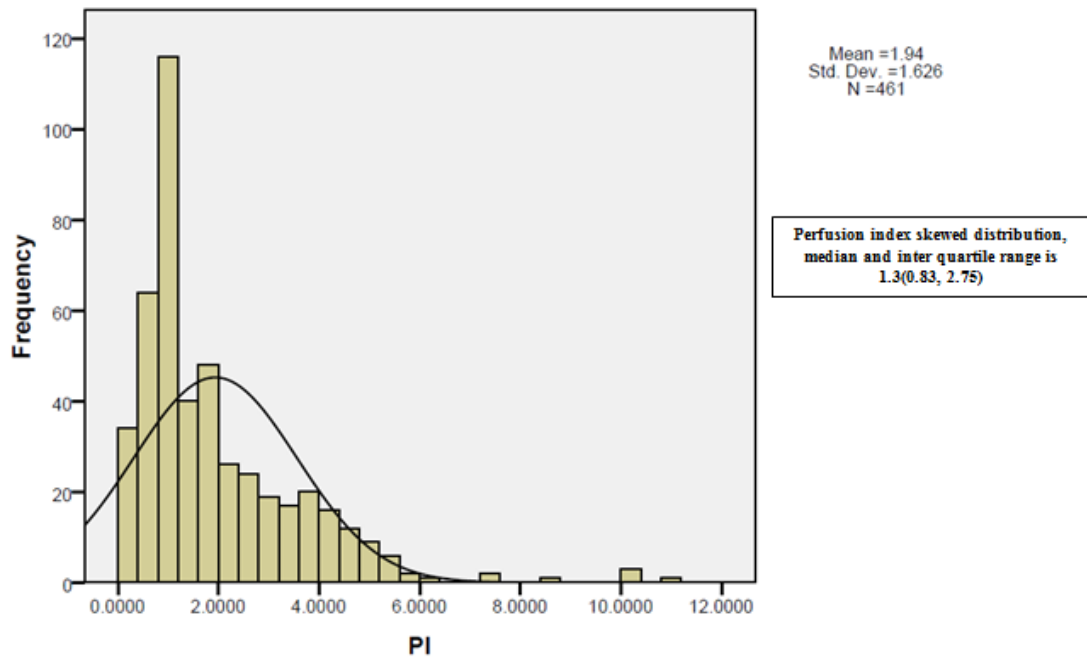 Mean =1.94
Std. Dev. =1.626
N =461
Perfusion index skewed distribution,
median and inter quartile range is
1.3(0.83, 2.75)
Frequency
120
100
80
60
40
20
0
0.0000 2.0000 4.0000 6.0000 8.0000 10.0000 12.0000
PI